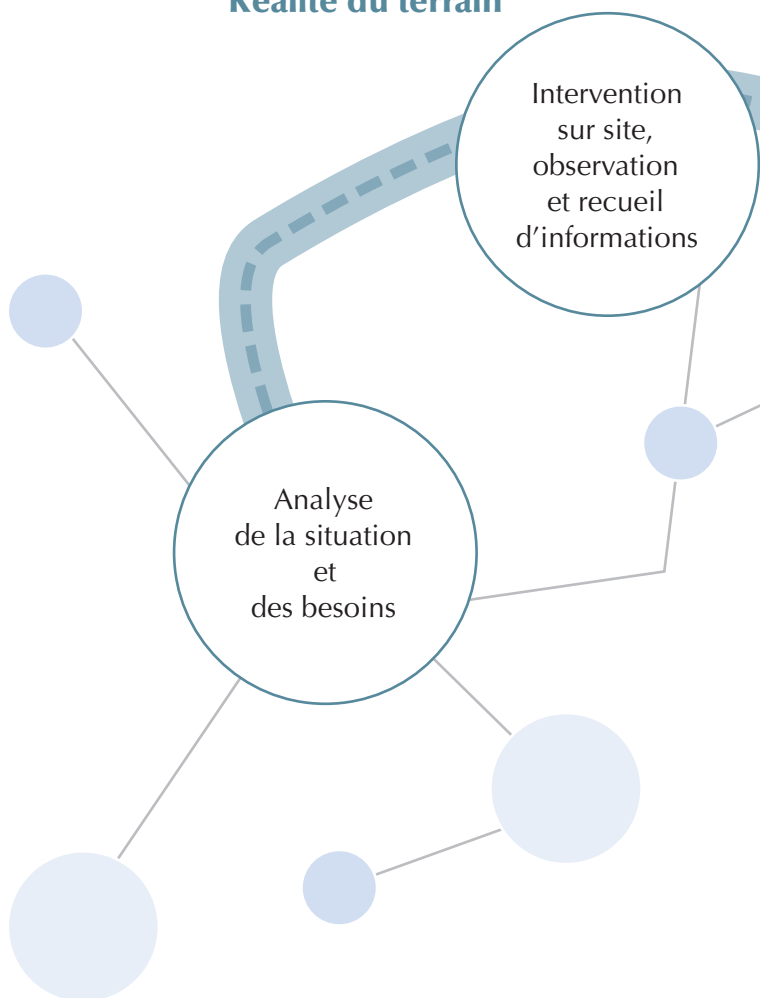 Réalité du terrain
Intervention
sur site,
observation
et recueil
d’informations
Analyse
de la situation
et
des besoins